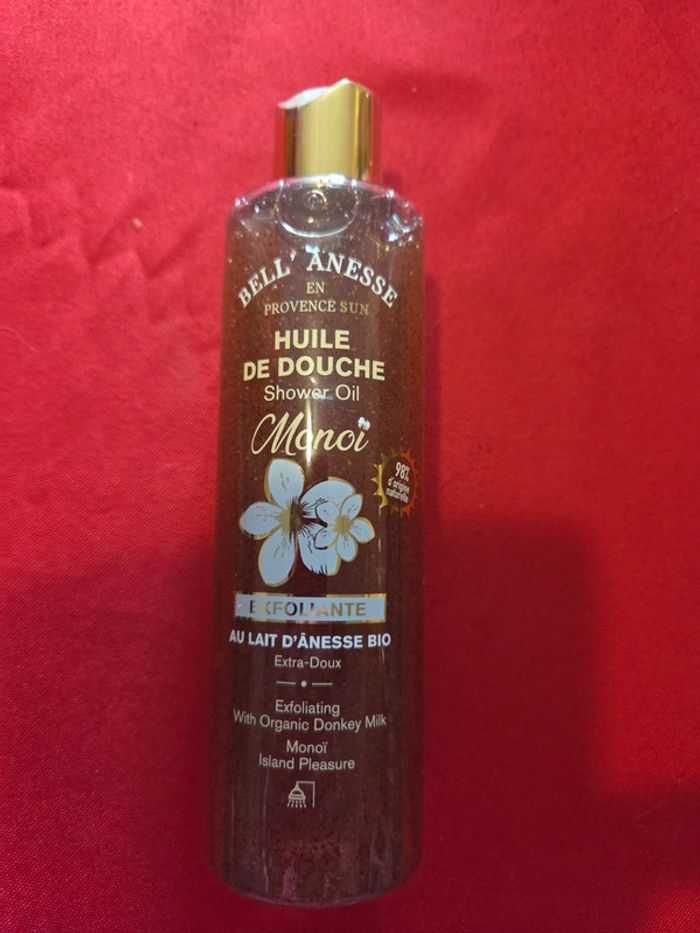 BELL' ÂNESSE
EN
PROVENCE SUN
HUILE
DE DOUCHE
Shower Oil
Monoï
98%
d'origine
naturelle
EXFOLIANTE
AU LAIT D'ÂNESSE BIO
Extra-Doux
Exfoliating
With Organic Donkey Milk
Monoï
Island Pleasure